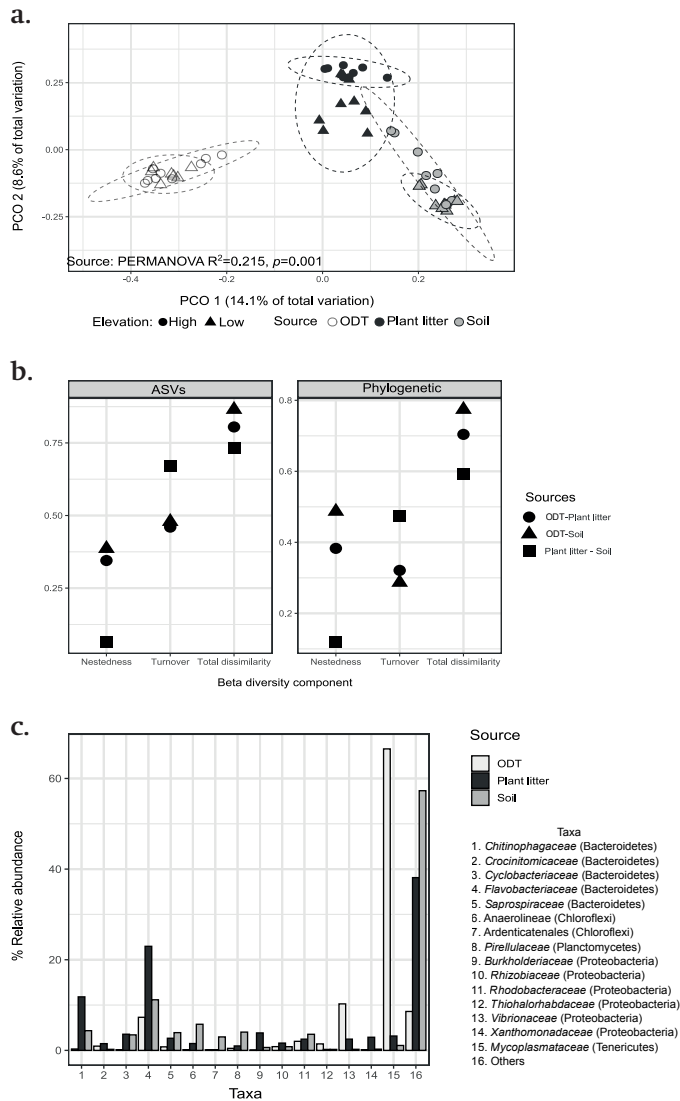 a.
0.25
0.00
-0.25
PCO 2 (8.6% of total variation)
Source: PERMANOVA R²=0.215, p=0.001
-0.4 -0.2 0.0 0.2
PCO 1 (14.1% of total variation)
Elevation: High Low Source ODT Plant litter Soil
b.
ASVs Phylogenetic
0.75
0.50
0.25
0.8
0.6
0.4
0.2
Nestedness Turnover Total dissimilarity Nestedness Turnover Total dissimilarity
Beta diversity component
Sources
ODT-Plant litter
ODT-Soil
Plant litter - Soil
c.
60
40
20
0
% Relative abundance
1 2 3 4 5 6 7 8 9 10 11 12 13 14 15 16
Taxa
Source
ODT
Plant litter
Soil
Taxa
1. Chitinophagaceae (Bacteroidetes)
2. Crocinitomicaceae (Bacteroidetes)
3. Cyclobacteriaceae (Bacteroidetes)
4. Flavobacteriaceae (Bacteroidetes)
5. Saprospiraceae (Bacteroidetes)
6. Anaerolineae (Chloroflexi)
7. Ardenticatenales (Chloroflexi)
8. Pirellulaceae (Planctomycetes)
9. Burkholderiaceae (Proteobacteria)
10. Rhizobiaceae (Proteobacteria)
11. Rhodobacteraceae (Proteobacteria)
12. Thiohalorhabdaceae (Proteobacteria)
13. Vibrionaceae (Proteobacteria)
14. Xanthomonadaceae (Proteobacteria)
15. Mycoplasmataceae (Tenericutes)
16. Others